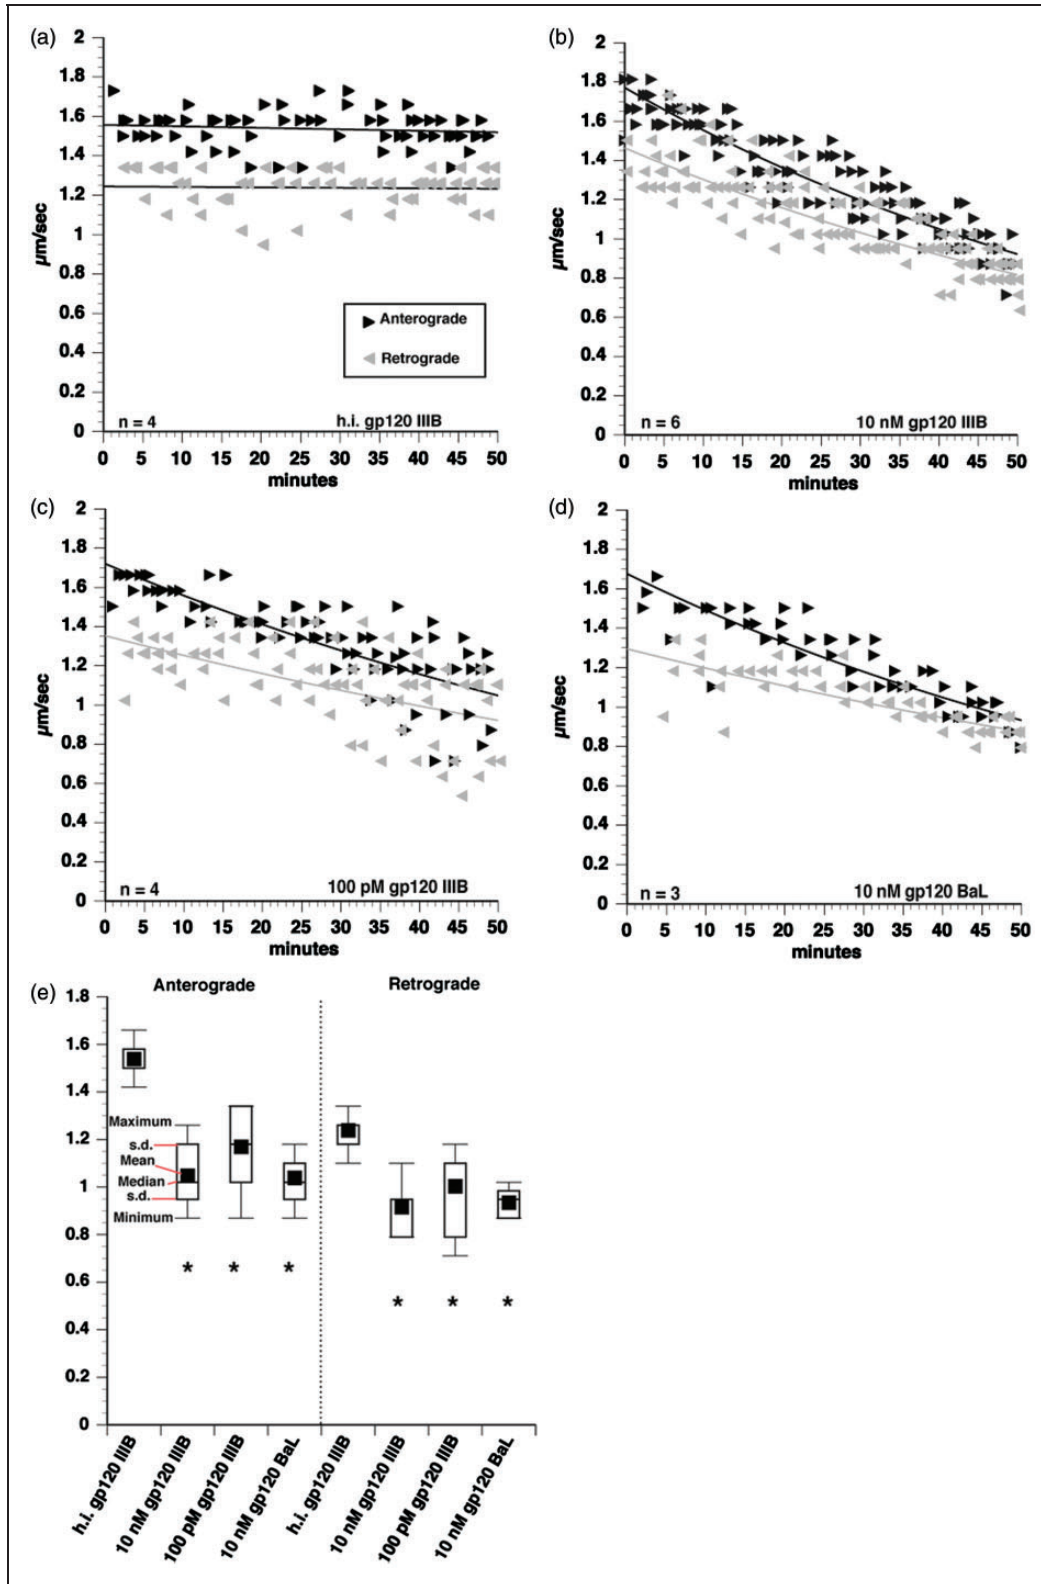 (a)
2
1.8
1.6
1.4
1.2
1
0.8
0.6
0.4
0.2
0
µm/sec
Anterograde
Retrograde
n = 4
h.i. gp120 IIIB
0 5 10 15 20 25 30 35 40 45 50
minutes
(b)
2
1.8
1.6
1.4
1.2
1
0.8
0.6
0.4
0.2
0
µm/sec
n = 6
10 nM gp120 IIIB
0 5 10 15 20 25 30 35 40 45 50
minutes
(c)
2
1.8
1.6
1.4
1.2
1
0.8
0.6
0.4
0.2
0
µm/sec
n = 4
100 pM gp120 IIIB
0 5 10 15 20 25 30 35 40 45 50
minutes
(d)
2
1.8
1.6
1.4
1.2
1
0.8
0.6
0.4
0.2
0
µm/sec
n = 3
10 nM gp120 BaL
0 5 10 15 20 25 30 35 40 45 50
minutes
(e)
Anterograde
Retrograde
1.8
1.6
1.4
1.2
1
0.8
0.6
0.4
0.2
0
Maximum
s.d.
Mean
Median
s.d.
Minimum
* * *
* * *
h.i. gp120 IIIB
10 nM gp120 IIIB
100 pM gp120 IIIB
10 nM gp120 BaL
h.i. gp120 IIIB
10 nM gp120 IIIB
100 pM gp120 IIIB
10 nM gp120 BaL